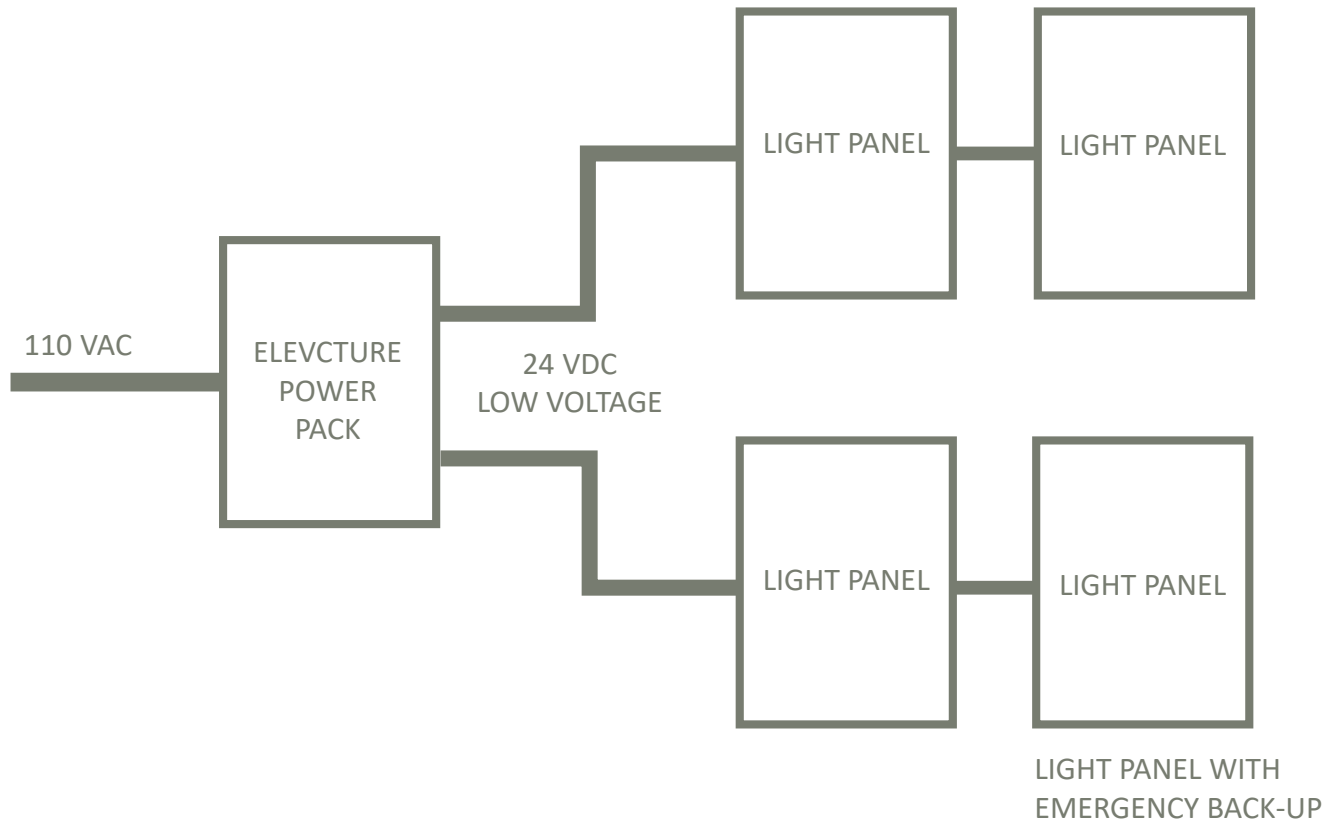 LIGHT PANEL
LIGHT PANEL
110 VAC
ELEVCTURE
POWER
PACK
24 VDC
LOW VOLTAGE
LIGHT PANEL
LIGHT PANEL
LIGHT PANEL WITH
EMERGENCY BACK-UP